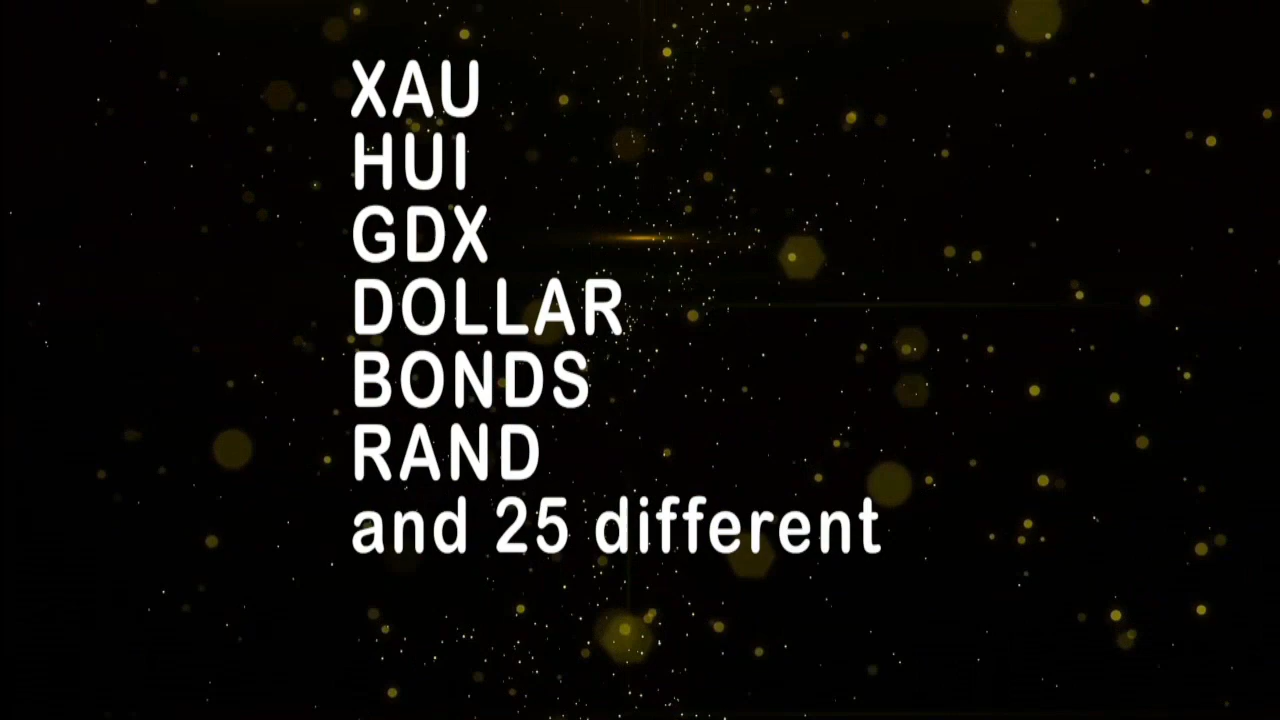 XAU
HUI
GDX
DOLLAR
BONDS
RAND
and 25 different